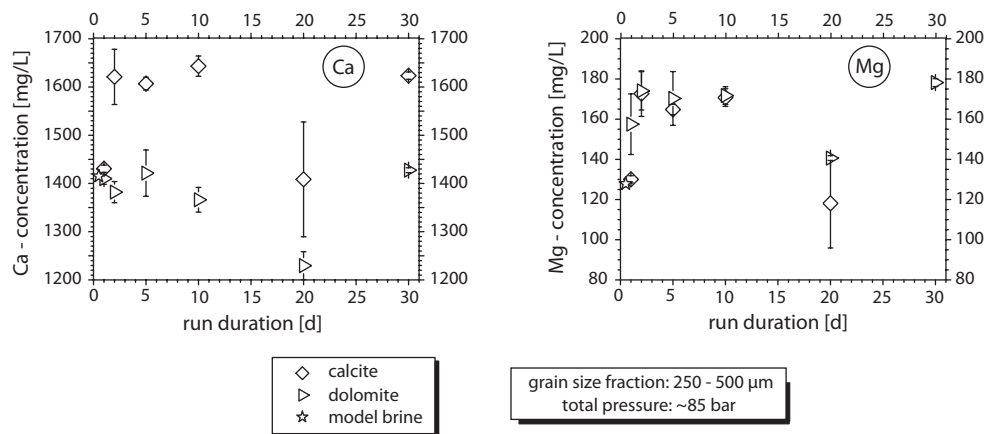 0 5 10 15 20 25 30
1700 1700
1600 1600
1500 1500
1400 1400
1300 1300
1200 1200
0 5 10 15 20 25 30
Ca - concentration [mg/L]
Ca
run duration [d]
0 5 10 15 20 25 30
200 200
180 180
160 160
140 140
120 120
100 100
80 80
0 5 10 15 20 25 30
Mg - concentration [mg/L]
Mg
run duration [d]
calcite
dolomite
model brine
grain size fraction: 250 - 500 µm
total pressure: ~85 bar